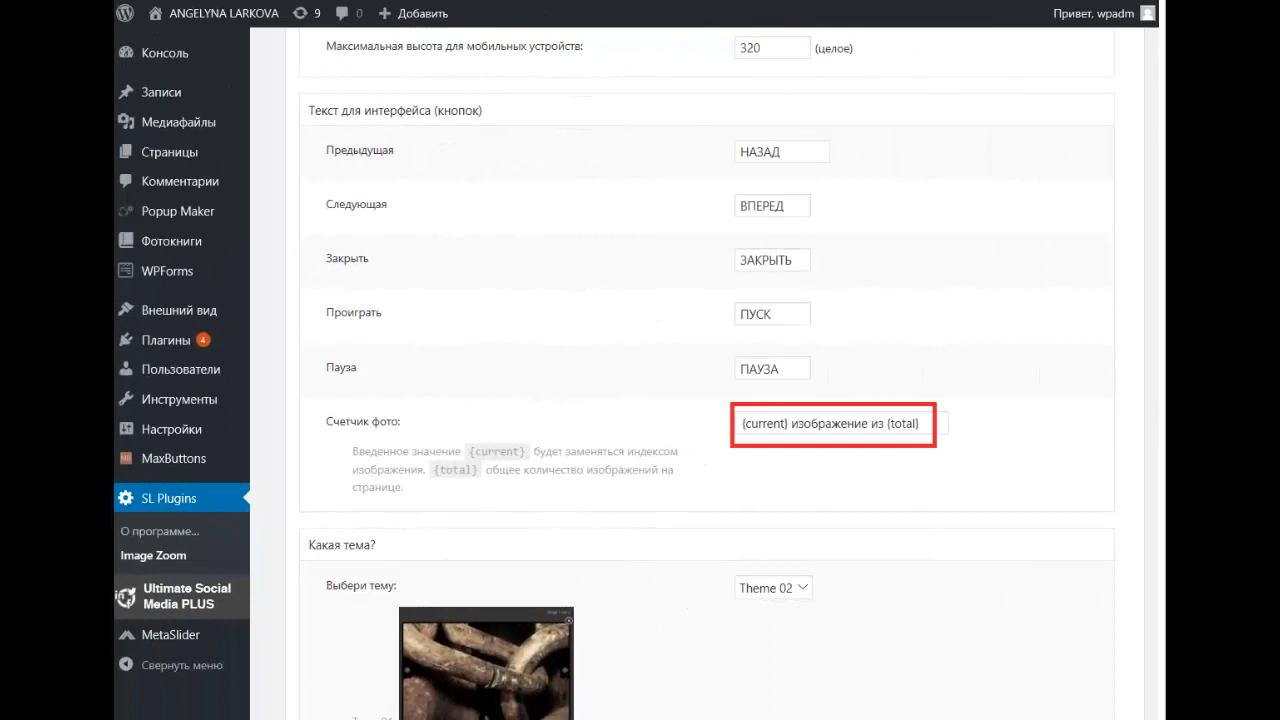 ANGELYNA LARKOVA 9 0 Добавить Привет, wpadm
Консоль
Записи
Медиафайлы
Страницы
Комментарии
Popup Maker
Фотокниги
WPForms
Внешний вид
Плагины 4
Пользователи
Инструменты
Настройки
MaxButtons
SL Plugins
О программе...
Image Zoom
Ultimate Social
Media PLUS
MetaSlider
Свернуть меню
Максимальная высота для мобильных устройств: 320 (целое)
Текст для интерфейса (кнопок)
Предыдущая НАЗАД
Следующая ВПЕРЕД
Закрыть ЗАКРЫТЬ
Проиграть ПУСК
Пауза ПАУЗА
Счетчик фото: {current} изображение из {total}
Введенное значение {current} будет заменяться индексом
изображения. {total} общее количество изображений на
странице.
Какая тема?
Выбери тему: Theme 02